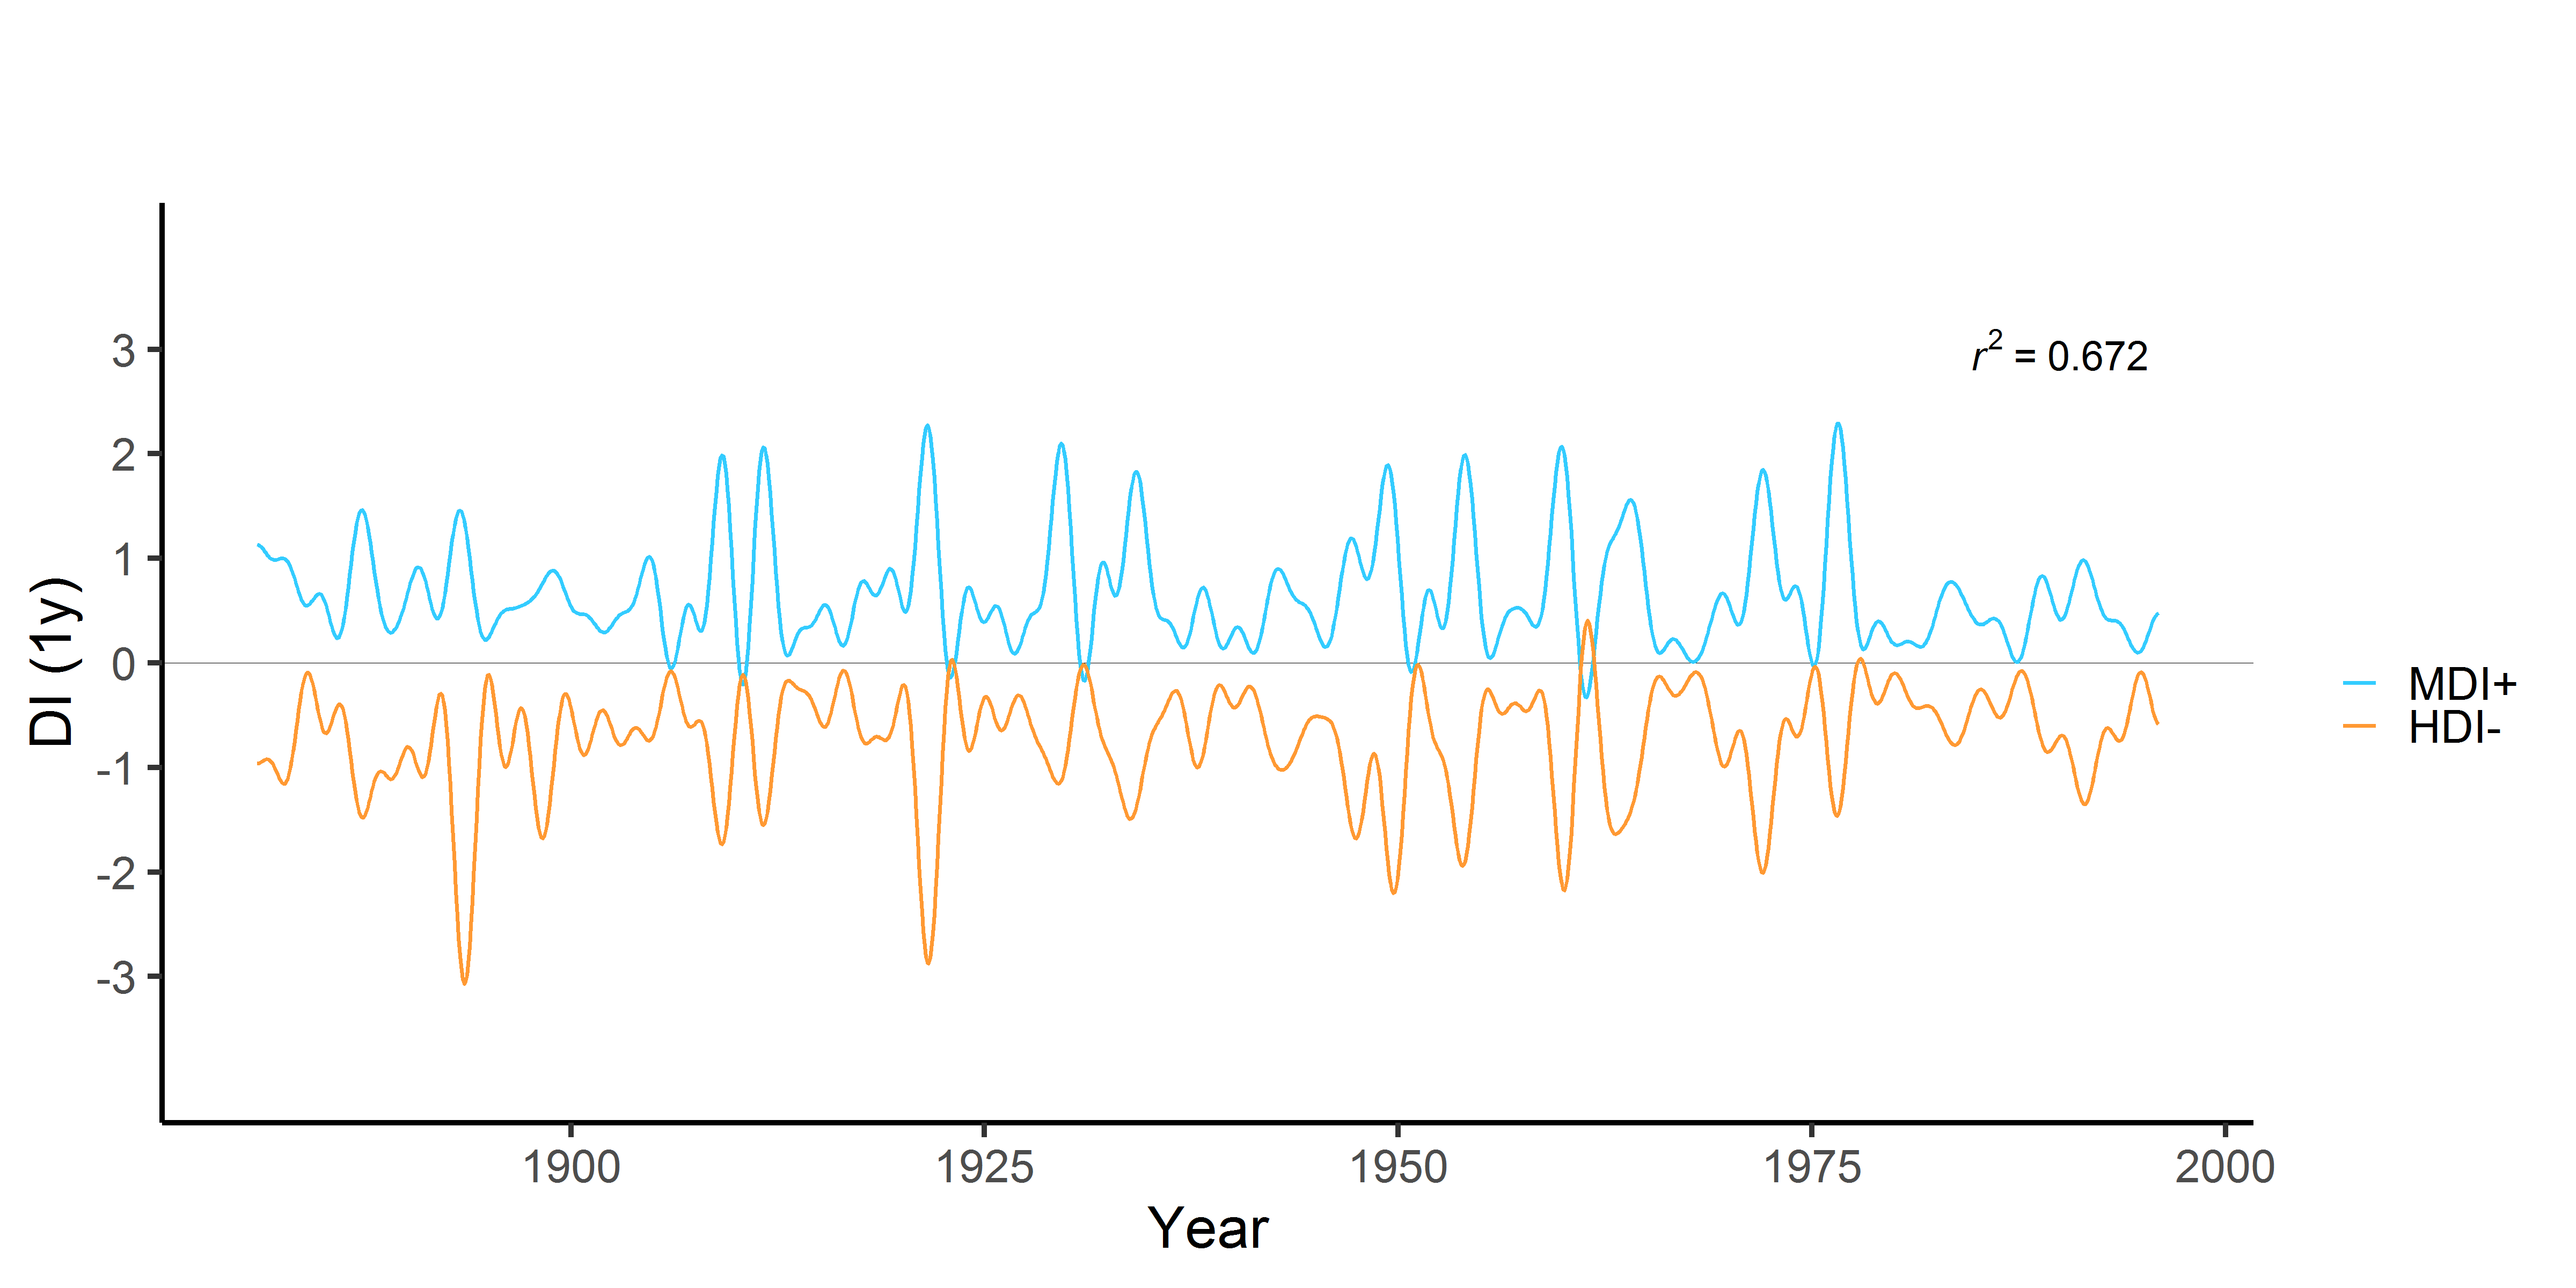 r² = 0.672
3
2
1
0
-1
-2
-3
DI (1y)
MDI+
HDI-
1900 1925 1950 1975 2000
Year